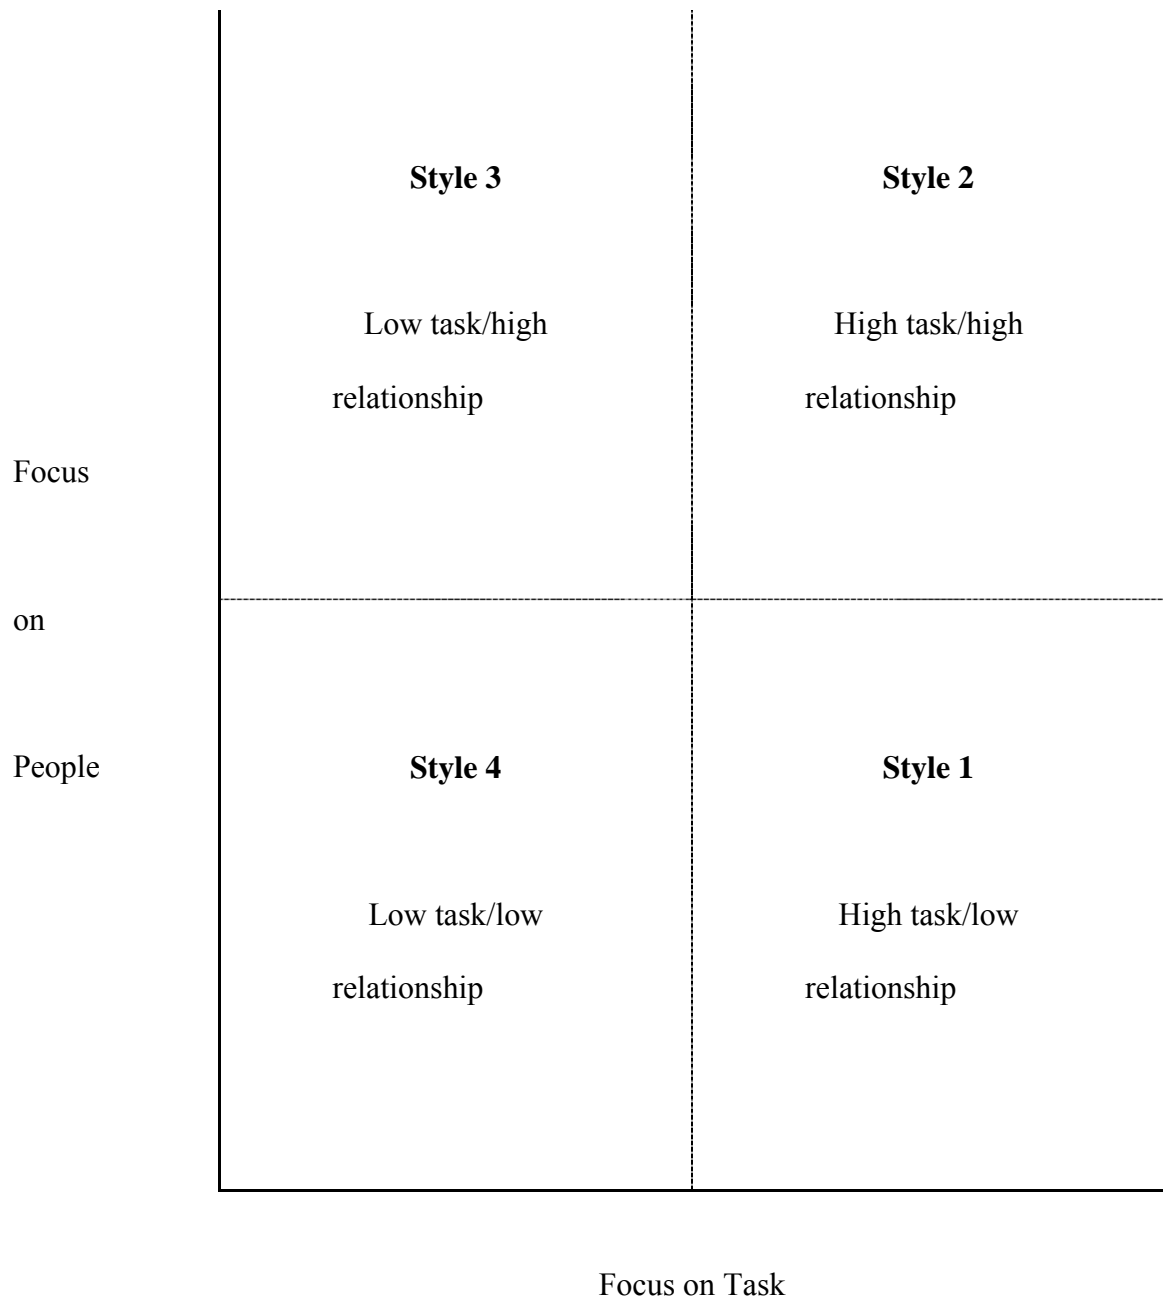 Style 3
Style 2
Low task/high
relationship
High task/high
relationship
Focus
on
People
Style 4
Style 1
Low task/low
relationship
High task/low
relationship
Focus on Task